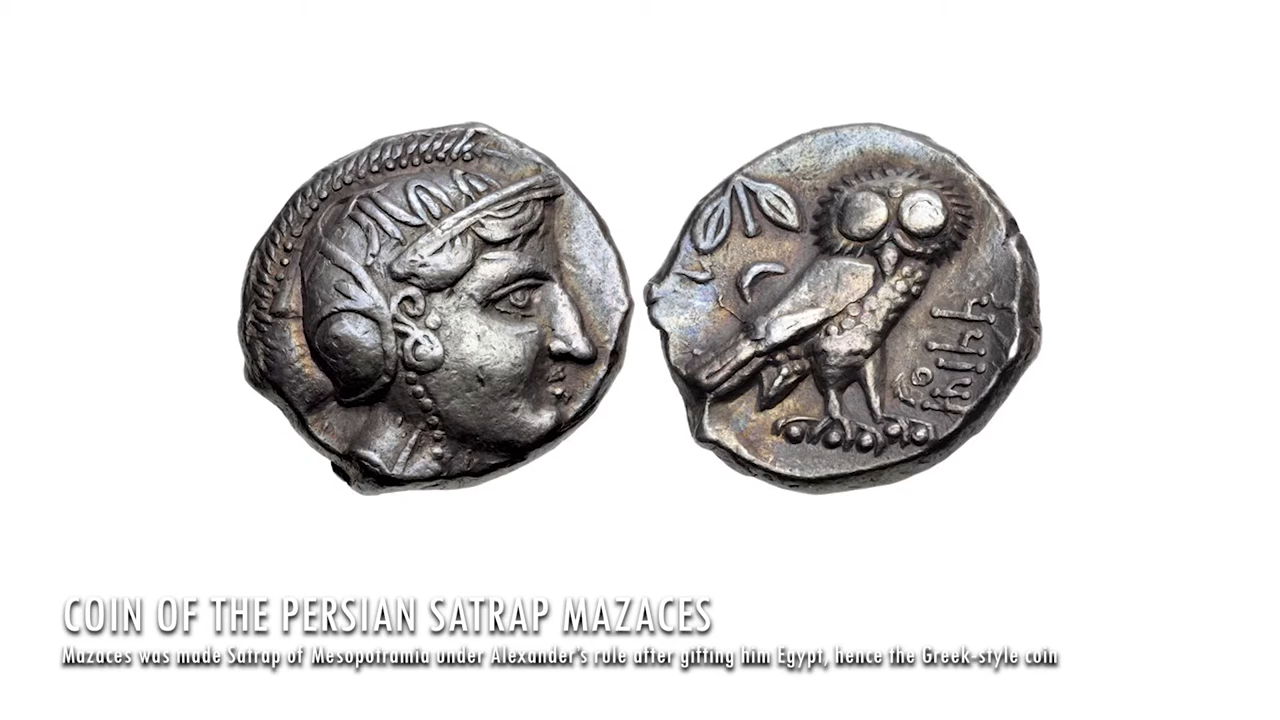 COIN OF THE PERSIAN SATRAP MAZACES
Mazaces was made Satrap of Mesopotramia under Alexander's rule after gifting him Egypt, hence the Greek-style coin